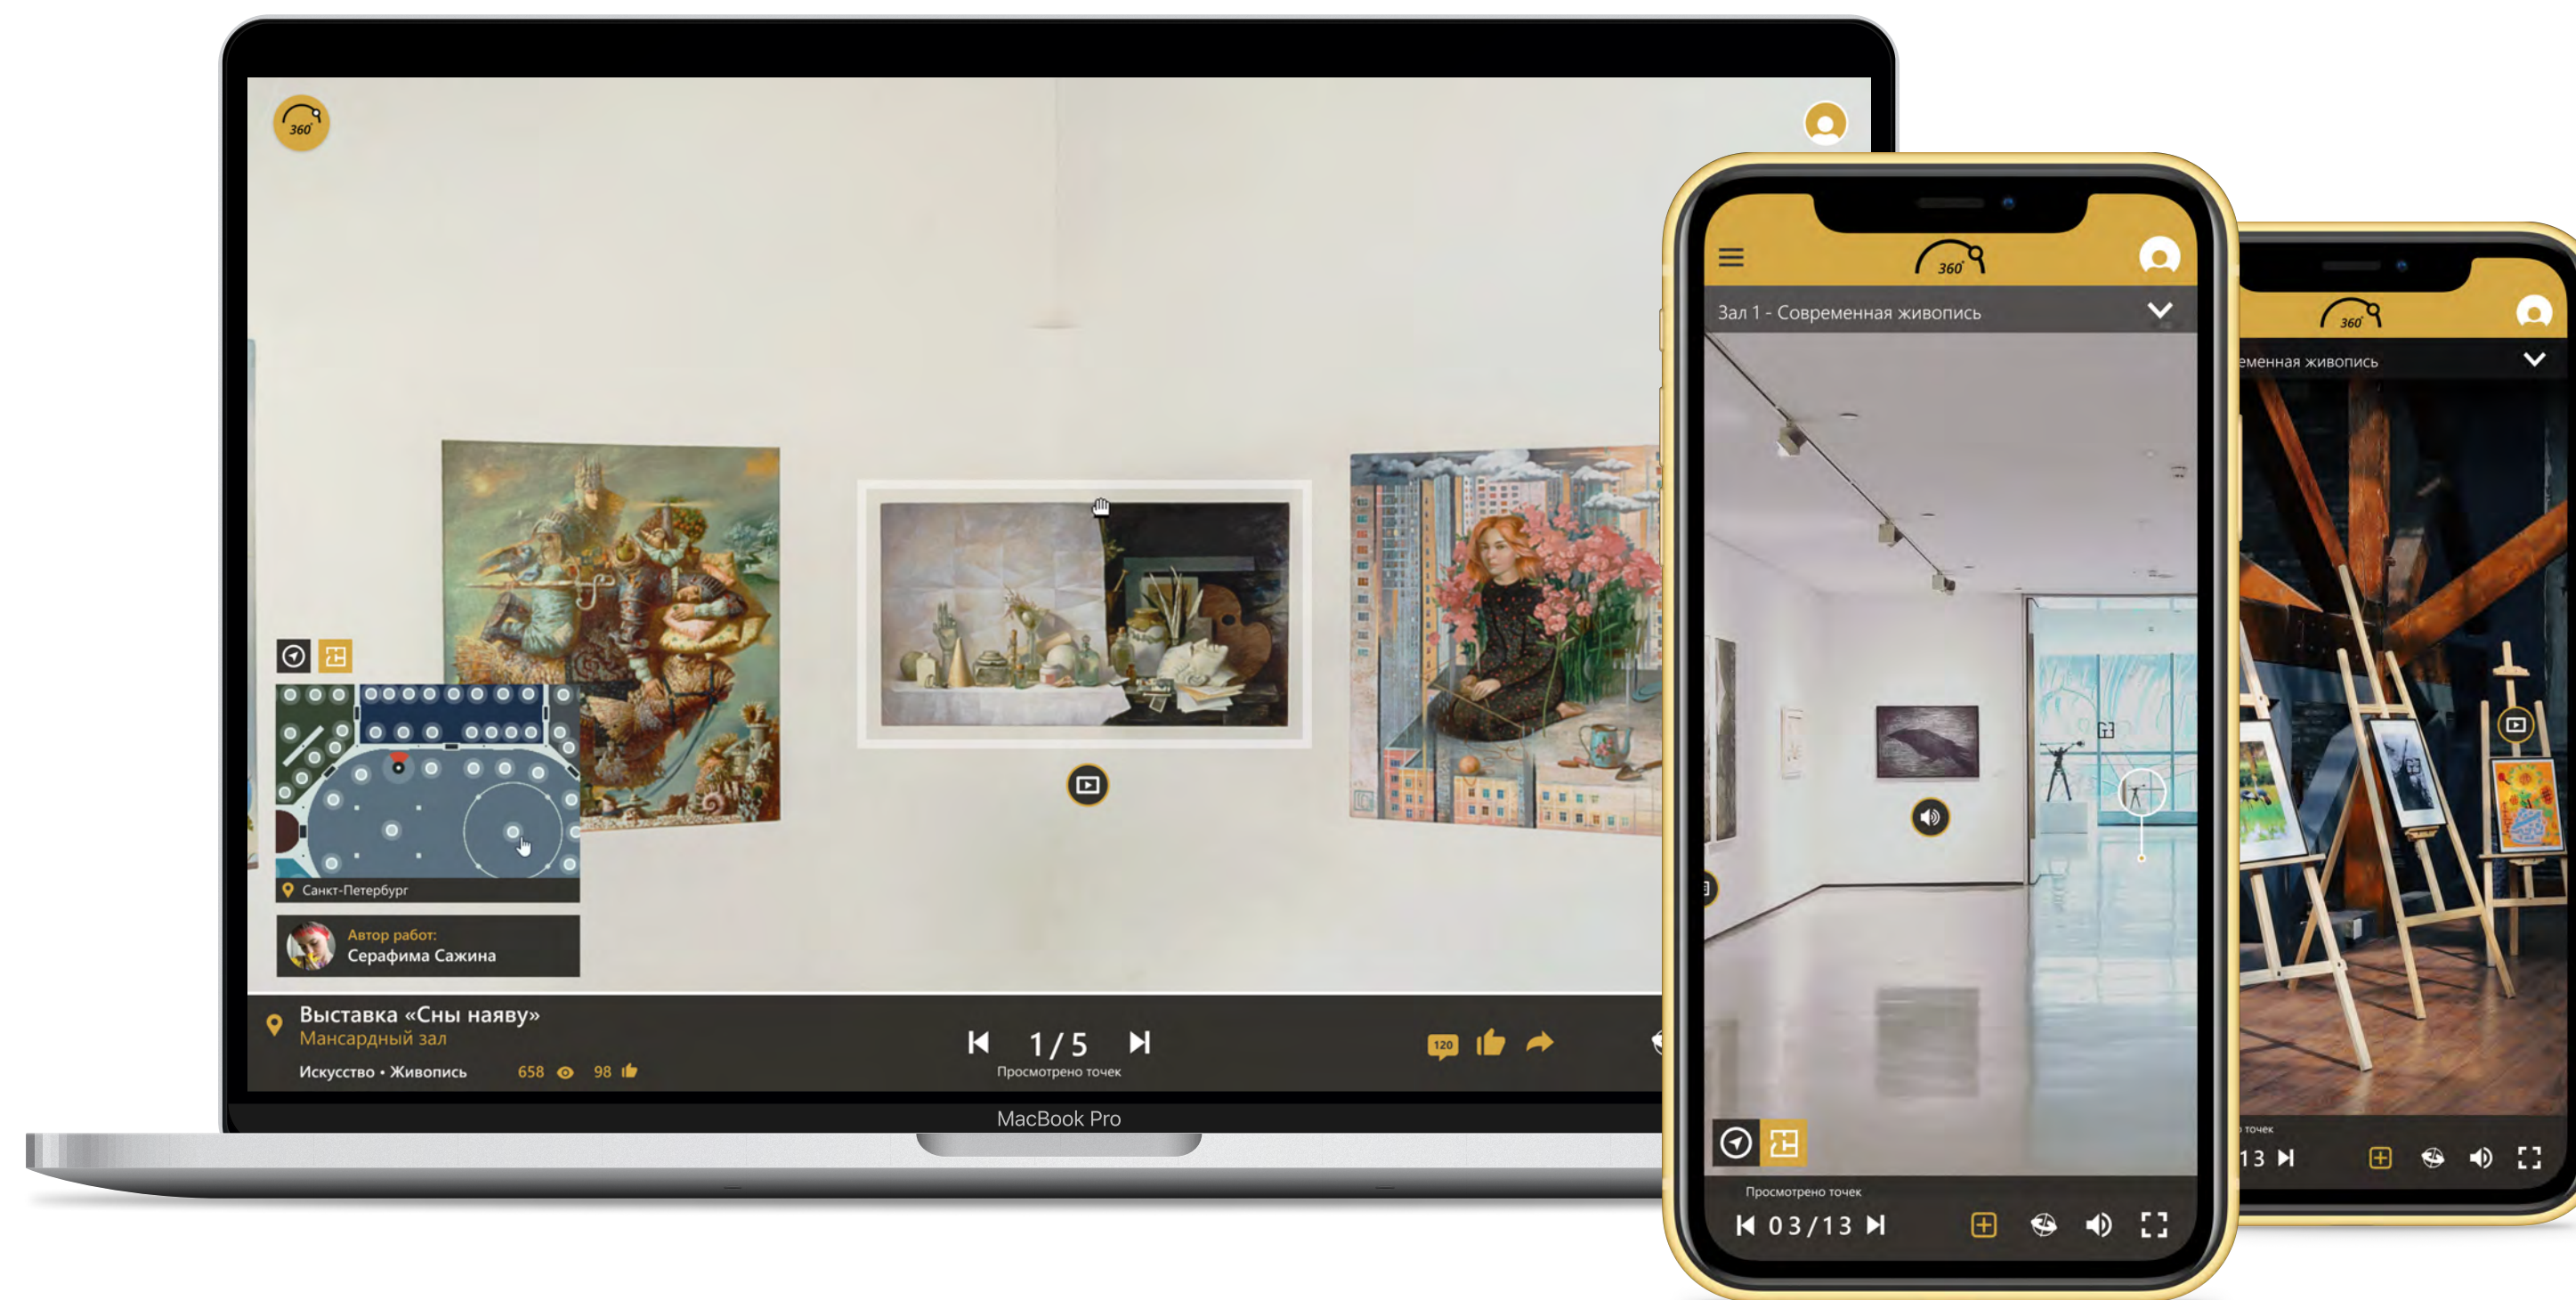 360°
Санкт-Петербург
Автор работ:
Серафима Сажина
Выставка «Сны наяву»
Мансардный зал
Искусство • Живопись 658 98
1/5
Просмотрено точек
120
MacBook Pro
360°
Зал 1 - Современная живопись
Просмотрено точек
03/13
360°
еменная живопись
точек
13